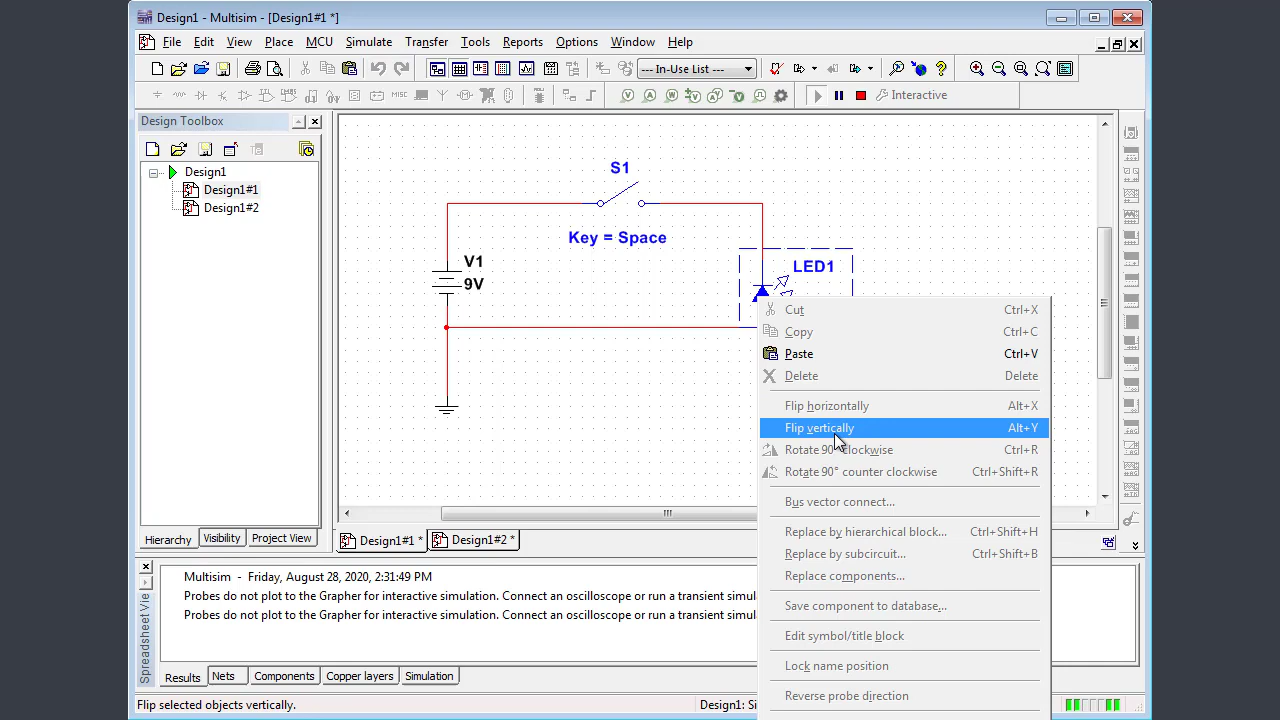 Design1 - Multisim - [Design1#1 *]
File Edit View Place MCU Simulate Transfer Tools Reports Options Window Help
--- In-Use List ---
MISC
Interactive
Design Toolbox
Design1
Design1#1
Design1#2
S1
Key = Space
V1
9V
LED1
Cut Ctrl+X
Copy Ctrl+C
Paste Ctrl+V
Delete Delete
Flip horizontally Alt+X
Flip vertically Alt+Y
Rotate 90° clockwise Ctrl+R
Rotate 90° counter clockwise Ctrl+Shift+R
Bus vector connect...
Replace by hierarchical block... Ctrl+Shift+H
Replace by subcircuit... Ctrl+Shift+B
Replace components...
Save component to database...
Edit symbol/title block
Lock name position
Reverse probe direction
Hierarchy Visibility Project View
Design1#1 * Design1#2 *
Spreadsheet Vie
Multisim - Friday, August 28, 2020, 2:31:49 PM
Probes do not plot to the Grapher for interactive simulation. Connect an oscilloscope or run a transient simul
Probes do not plot to the Grapher for interactive simulation. Connect an oscilloscope or run a transient simul
Results Nets Components Copper layers Simulation
Flip selected objects vertically.
Design1: Si